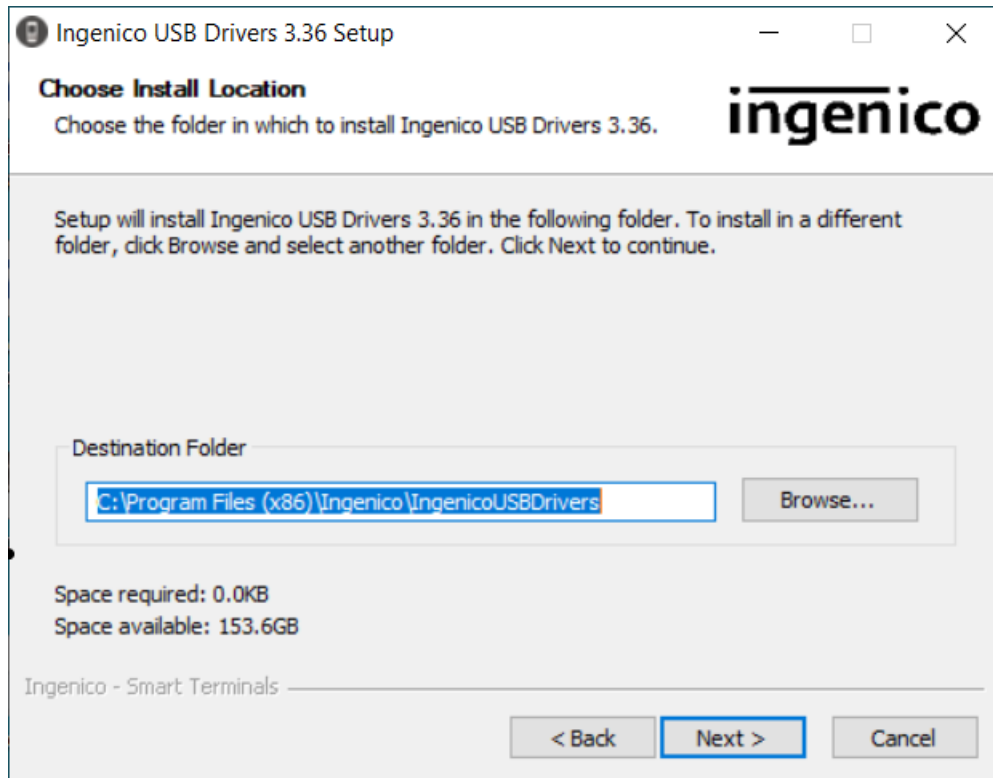 Ingenico USB Drivers 3.36 Setup
Choose Install Location
Choose the folder in which to install Ingenico USB Drivers 3.36.
ingenico
Setup will install Ingenico USB Drivers 3.36 in the following folder. To install in a different
folder, click Browse and select another folder. Click Next to continue.
Destination Folder
C:\Program Files (x86)\Ingenico\IngenicoUSBDrivers
Browse...
Space required: 0.0KB
Space available: 153.6GB
Ingenico - Smart Terminals
< Back
Next >
Cancel